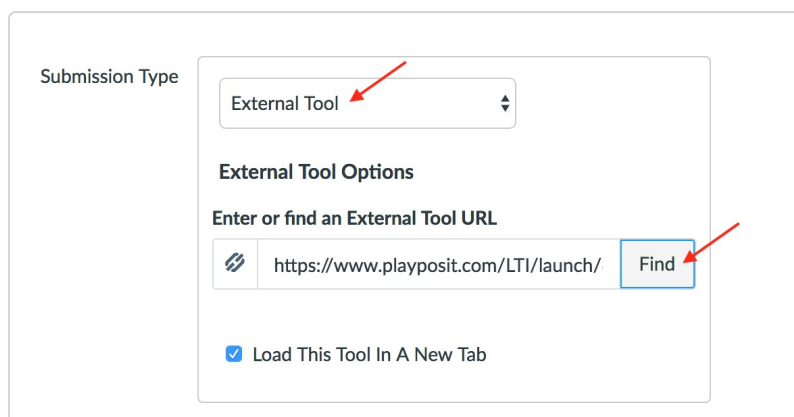 Submission Type
External Tool
External Tool Options
Enter or find an External Tool URL
https://www.playposit.com/LTI/launch/
Find
Load This Tool In A New Tab